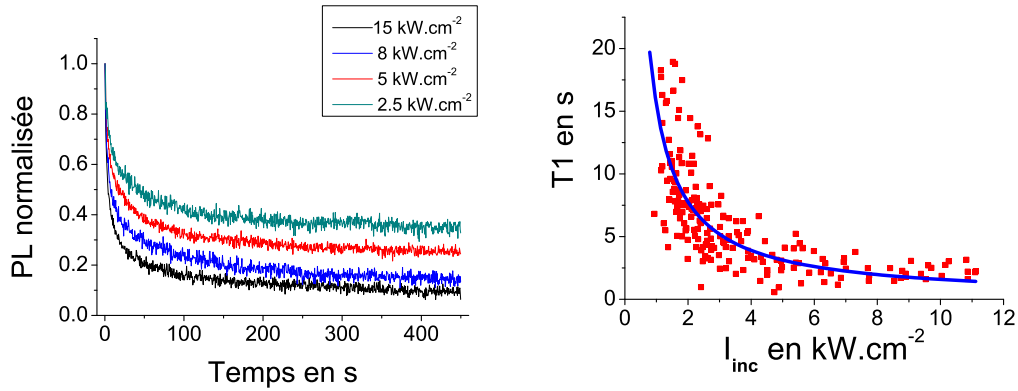 15 kW.cm-2
8 kW.cm-2
5 kW.cm-2
2.5 kW.cm-2
1.0
0.8
0.6
0.4
0.2
0.0
0 100 200 300 400
PL normalisée
Temps en s
20
15
10
5
0
0 2 4 6 8 10 12
T1 en s
Iinc en kW.cm-2